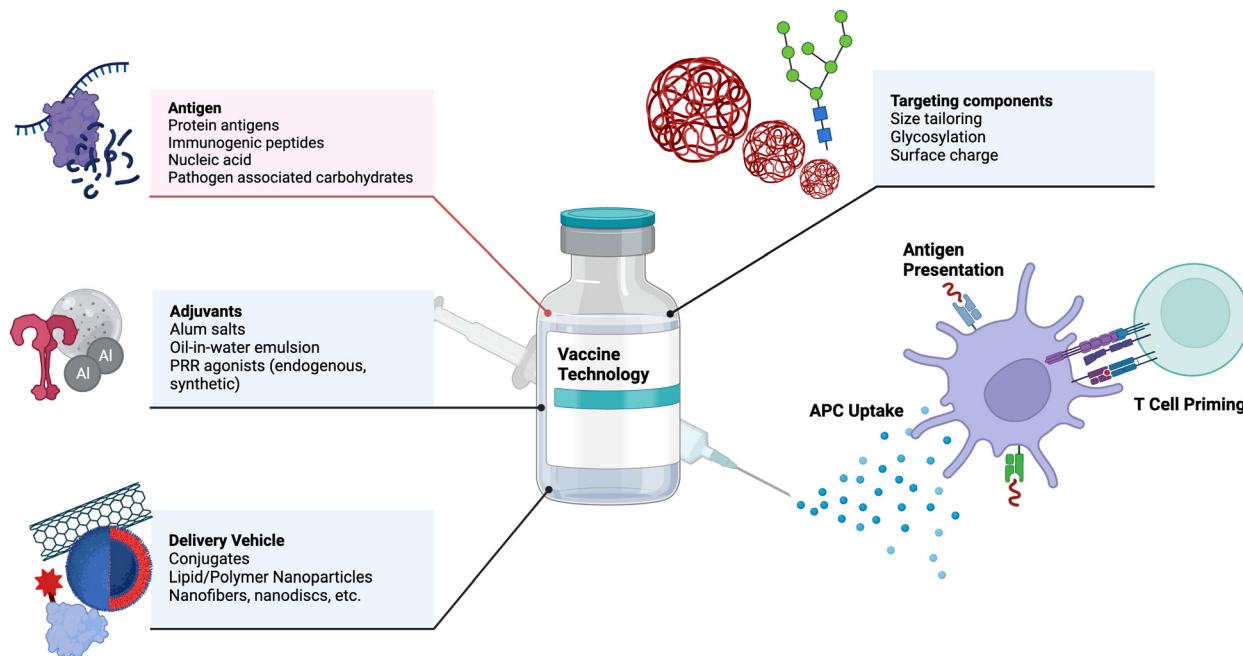 Antigen
Protein antigens
Immunogenic peptides
Nucleic acid
Pathogen associated carbohydrates
Targeting components
Size tailoring
Glycosylation
Surface charge
Adjuvants
Alum salts
Oil-in-water emulsion
PRR agonists (endogenous,
synthetic)
Al
Al
Vaccine
Technology
Antigen
Presentation
APC Uptake
T Cell Priming
Delivery Vehicle
Conjugates
Lipid/Polymer Nanoparticles
Nanofibers, nanodiscs, etc.